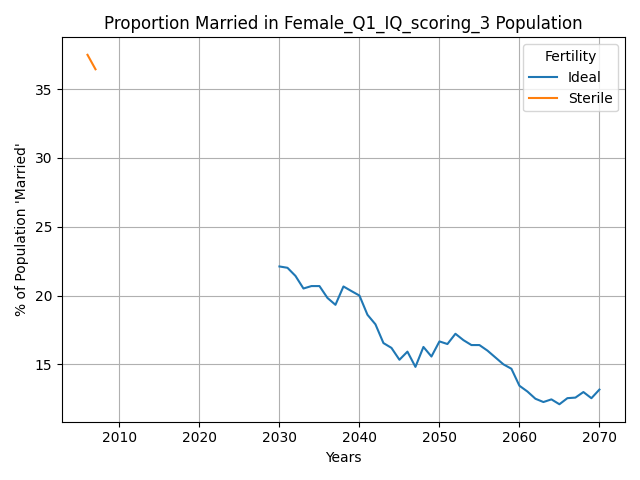 Proportion Married in Female_Q1_IQ_scoring_3 Population
Fertility
Ideal
Sterile
% of Population 'Married'
35
30
25
20
15
2010 2020 2030 2040 2050 2060 2070
Years